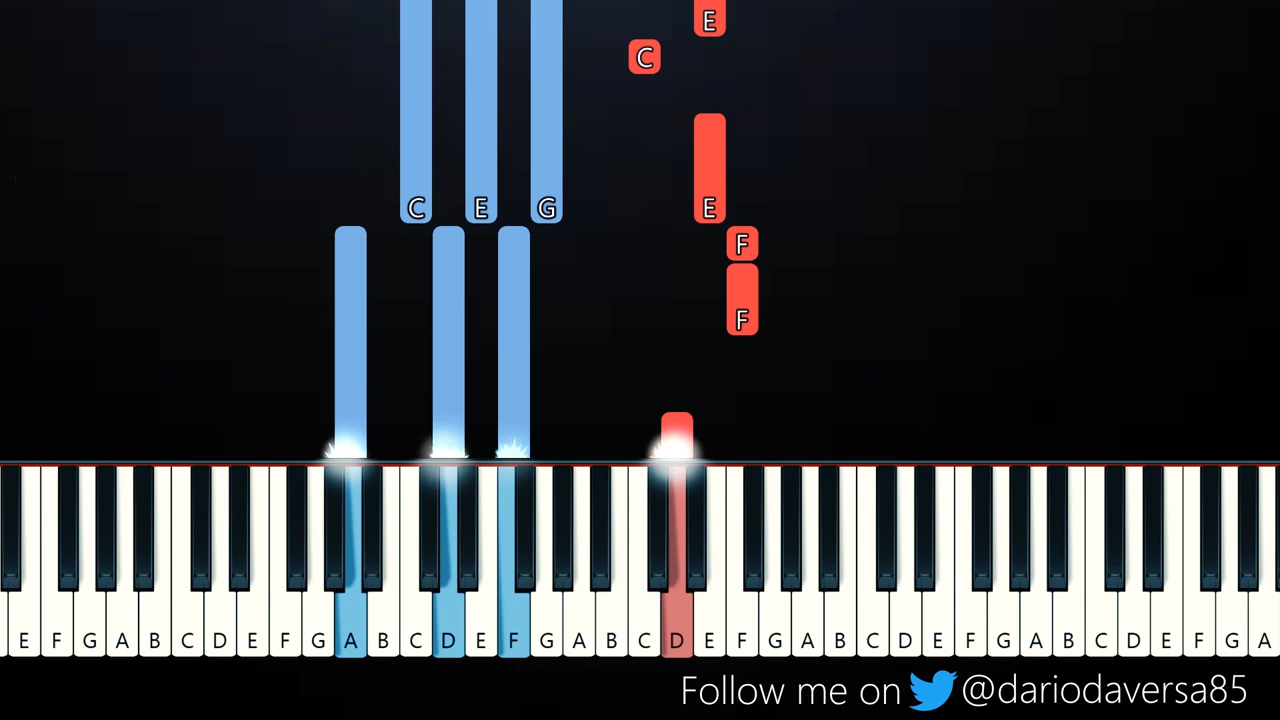 E
C
C E G E
F
F
E F G A B C D E F G A B C D E F G A B C D E F G A B C D E F G A B C D E F G A
Follow me on @dariodaversa85